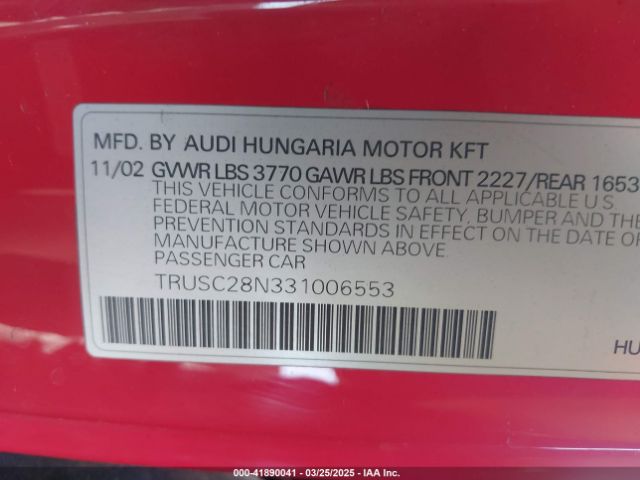 MFD. BY AUDI HUNGARIA MOTOR KFT
11/02 GVWR LBS 3770 GAWR LBS FRONT 2227/REAR 1653
THIS VEHICLE CONFORMS TO ALL APPLICABLE U S
FEDERAL MOTOR VEHICLE SAFETY, BUMPER AND THE
PREVENTION STANDARDS IN EFFECT ON THE DATE OF
MANUFACTURE SHOWN ABOVE.
PASSENGER CAR
TRUSC28N331006553
HU
000-41890041 - 03/25/2025 - IAA Inc.